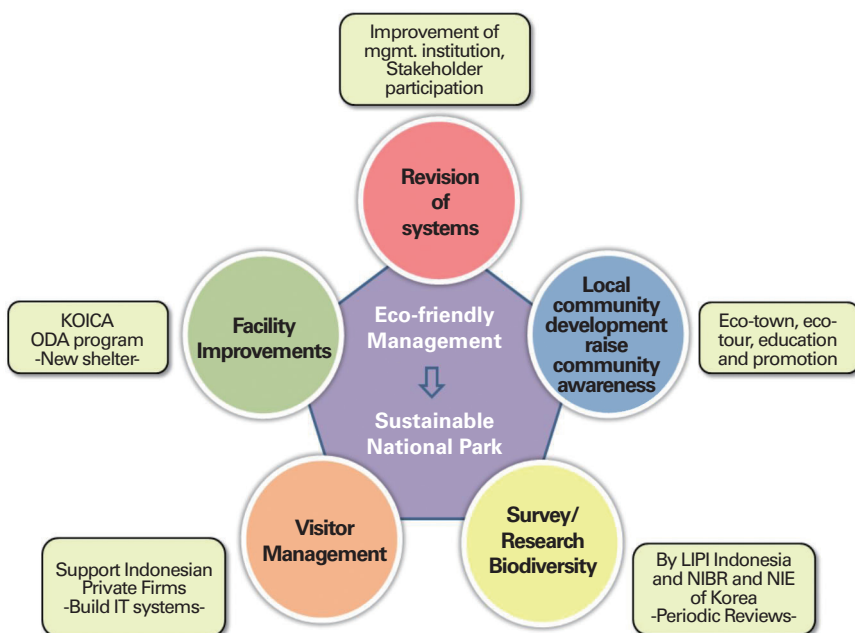 Improvement of
mgmt. institution,
Stakeholder
participation
Revision
of
systems
KOICA
ODA program
-New shelter-
Facility
Improvements
Eco-friendly
Management
Sustainable
National Park
Local
community
development
raise
community
awareness
Eco-town, eco-
tour, education
and promotion
Support Indonesian
Private Firms
-Build IT systems-
Visitor
Management
Survey/
Research
Biodiversity
By LIPI Indonesia
and NIBR and NIE
of Korea
-Periodic Reviews-